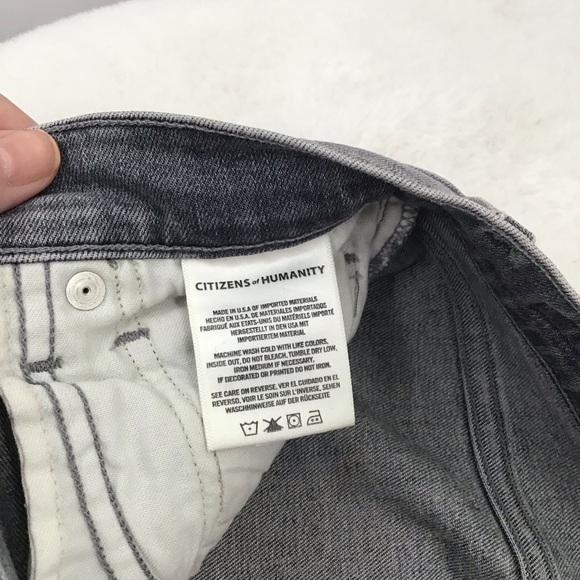 CITIZENS of HUMANITY
MADE IN U.S.A OF IMPORTED MATERIALS
HECHO EN U.S.A. DE MATERIALES IMPORTADOS
FABRIQUÉ AUX ETATS-UNIS DU MATÉRIELS IMPORTÉ
HERGESTELLT IN DEN USA MIT
IMPORTIERTEM MATERIAL
MACHINE WASH COLD WITH LIKE COLORS,
INSIDE OUT, DO NOT BLEACH, TUMBLE DRY LOW,
IRON MEDIUM IF NECESSARY.
IF DECORATED OR PRINTED DO NOT IRON.
SEE CARE ON REVERSE, VER EL CUIDADO EN EL
REVERSO, VOIR LE SOIN SUR L'INVERSE, SEHEN
WASCHHINWEISE AUF DER RÜCKSEITE